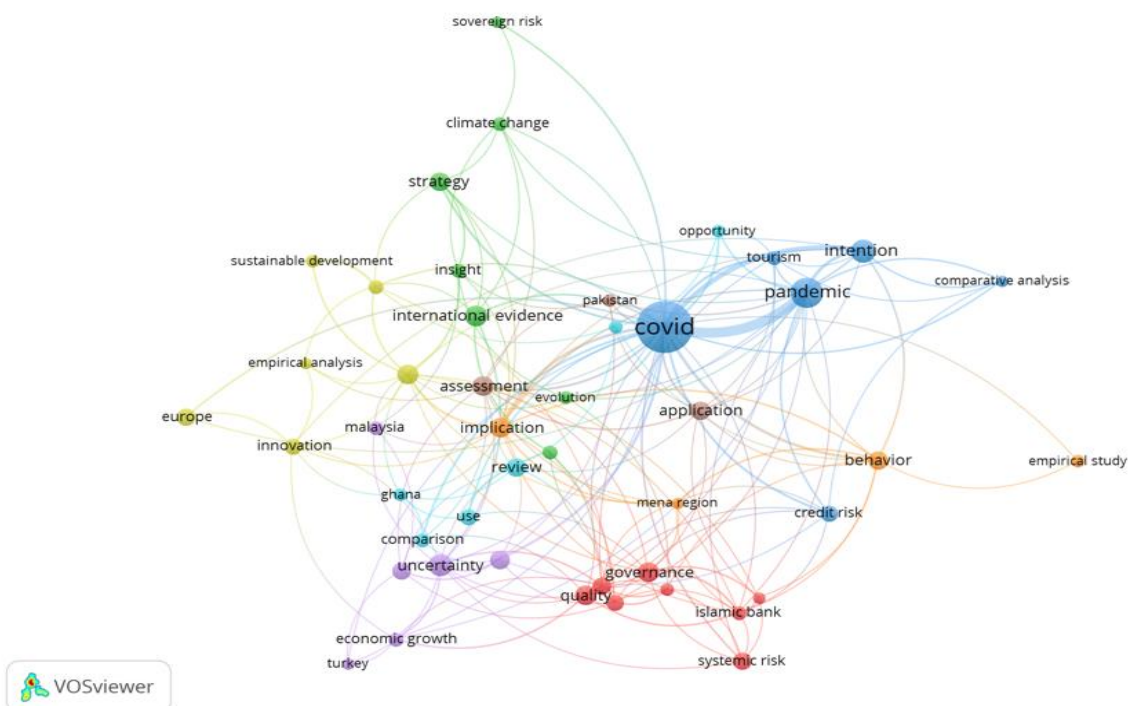 sovereign risk
climate change
strategy
opportunity
sustainable development
insight
tourism
intention
comparative analysis
pandemic
pakistan
international evidence
covid
empirical analysis
assessment
evolution
application
europe
malaysia
implication
innovation
review
behavior
empirical study
ghana
mena region
use
credit risk
comparison
uncertainty
governance
quality
islamic bank
economic growth
turkey
systemic risk
VOSviewer